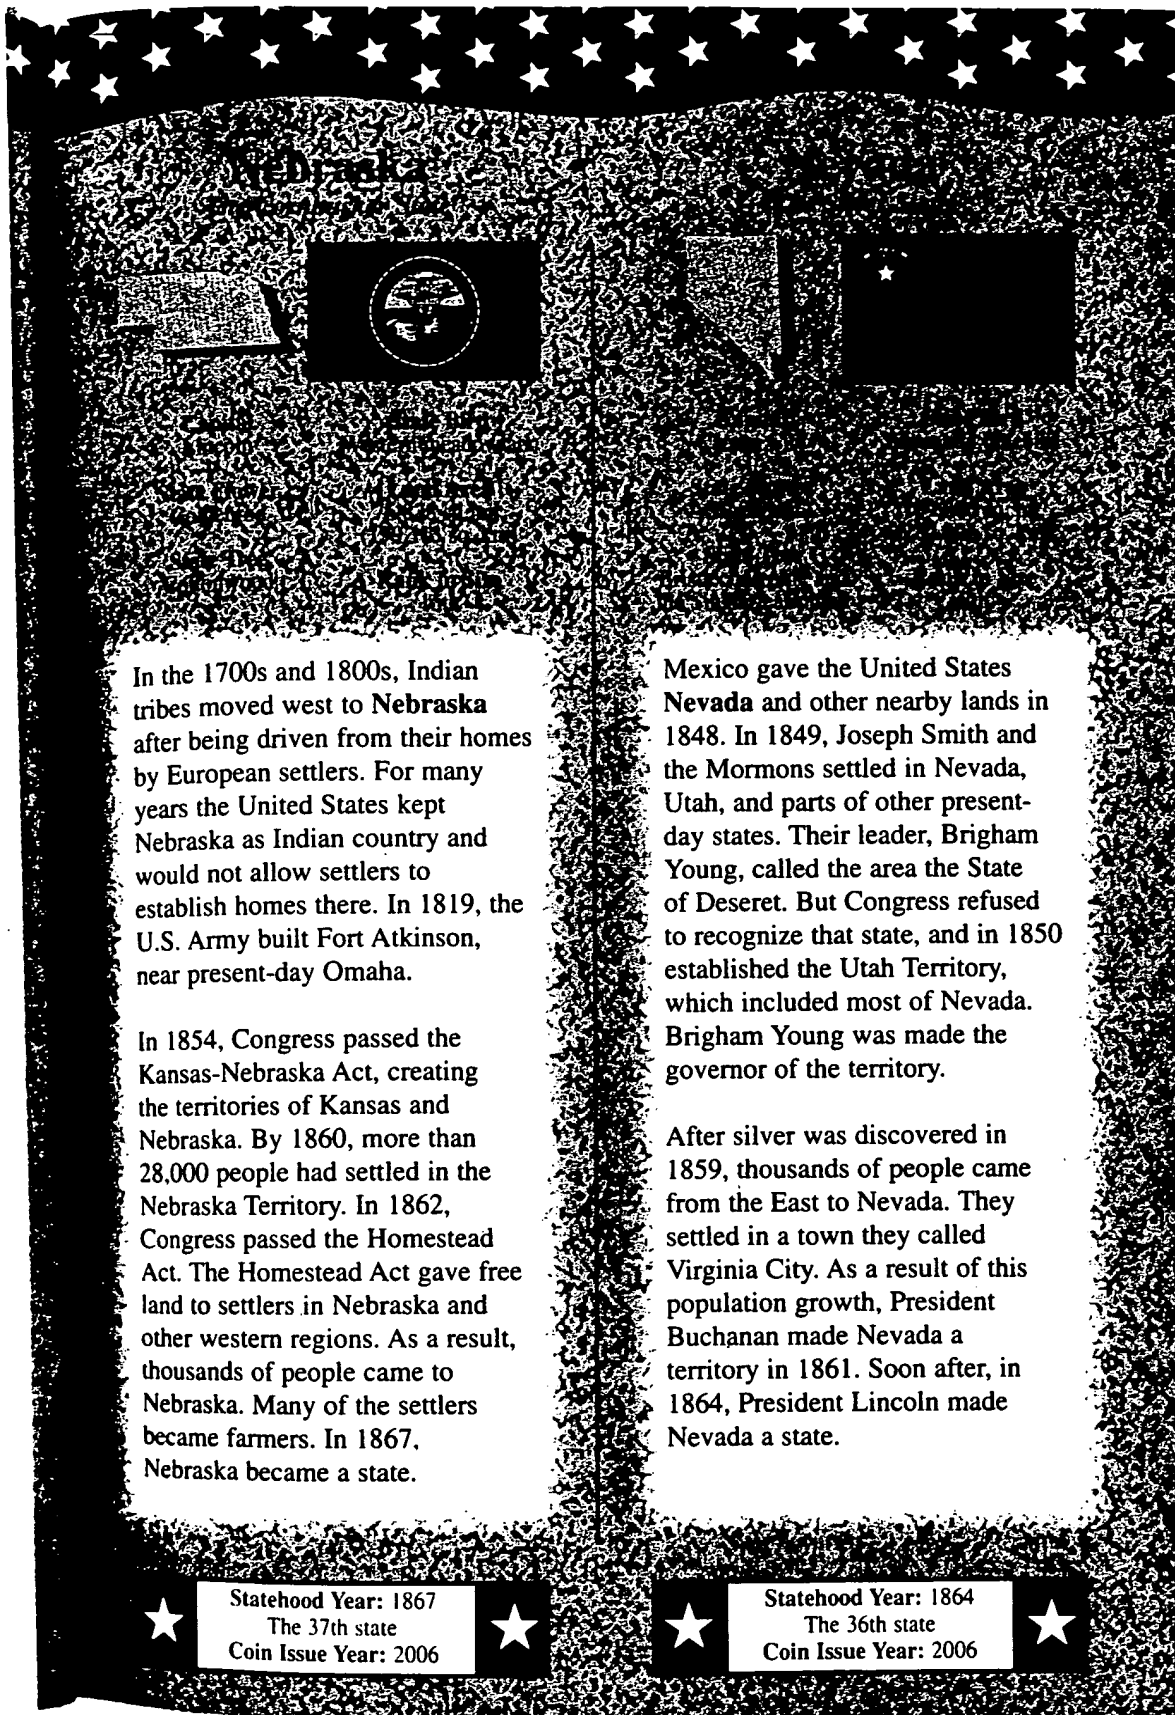 Nebraska
In the 1700s and 1800s, Indian
tribes moved west to Nebraska
after being driven from their homes
by European settlers. For many
years the United States kept
Nebraska as Indian country and
would not allow settlers to
establish homes there. In 1819, the
U.S. Army built Fort Atkinson,
near present-day Omaha.
In 1854, Congress passed the
Kansas-Nebraska Act, creating
the territories of Kansas and
Nebraska. By 1860, more than
28,000 people had settled in the
Nebraska Territory. In 1862,
Congress passed the Homestead
Act. The Homestead Act gave free
land to settlers in Nebraska and
other western regions. As a result,
thousands of people came to
Nebraska. Many of the settlers
became farmers. In 1867,
Nebraska became a state.
Statehood Year: 1867
The 37th state
Coin Issue Year: 2006
Mexico gave the United States
Nevada and other nearby lands in
1848. In 1849, Joseph Smith and
the Mormons settled in Nevada,
Utah, and parts of other present-
day states. Their leader, Brigham
Young, called the area the State
of Deseret. But Congress refused
to recognize that state, and in 1850
established the Utah Territory,
which included most of Nevada.
Brigham Young was made the
governor of the territory.
After silver was discovered in
1859, thousands of people came
from the East to Nevada. They
settled in a town they called
Virginia City. As a result of this
population growth, President
Buchanan made Nevada a
territory in 1861. Soon after, in
1864, President Lincoln made
Nevada a state.
Statehood Year: 1864
The 36th state
Coin Issue Year: 2006